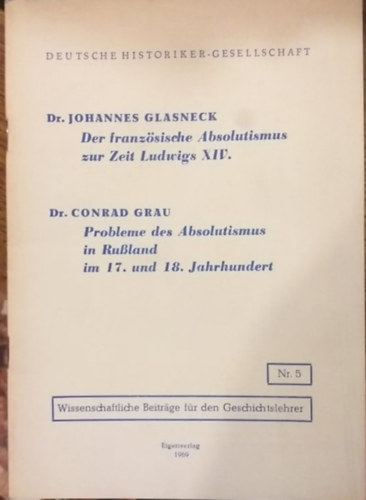 DEUTSCHE HISTORIKER-GESELLSCHAFT
Dr. JOHANNES GLASNECK
Der französische Absolutismus
zur Zeit Ludwigs XIV.
Dr. CONRAD GRAU
Probleme des Absolutismus
in Rußland
im 17. und 18. Jahrhundert
Nr. 5
Wissenschaftliche Beiträge für den Geschichtslehrer
Eigenverlag
1969